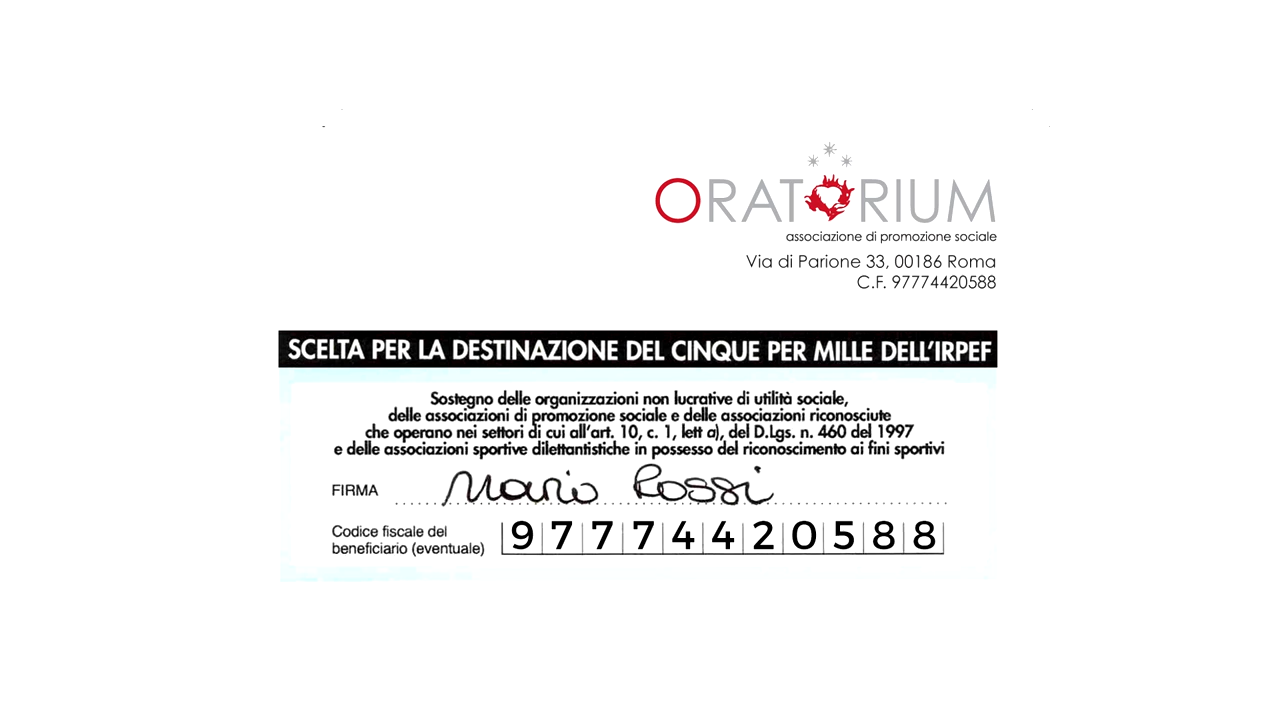 ORATORIUM
associazione di promozione sociale
Via di Parione 33, 00186 Roma
C.F. 97774420588
SCELTA PER LA DESTINAZIONE DEL CINQUE PER MILLE DELL'IRPEF
Sostegno delle organizzazioni non lucrative di utilità sociale,
delle associazioni di promozione sociale e delle associazioni riconosciute
che operano nei settori di cui all'art. 10, c. 1, lett a), del D.Lgs. n. 460 del 1997
e delle associazioni sportive dilettantistiche in possesso del riconoscimento ai fini sportivi
FIRMA Mario Rossi
Codice fiscale del
beneficiario (eventuale) 97774420588